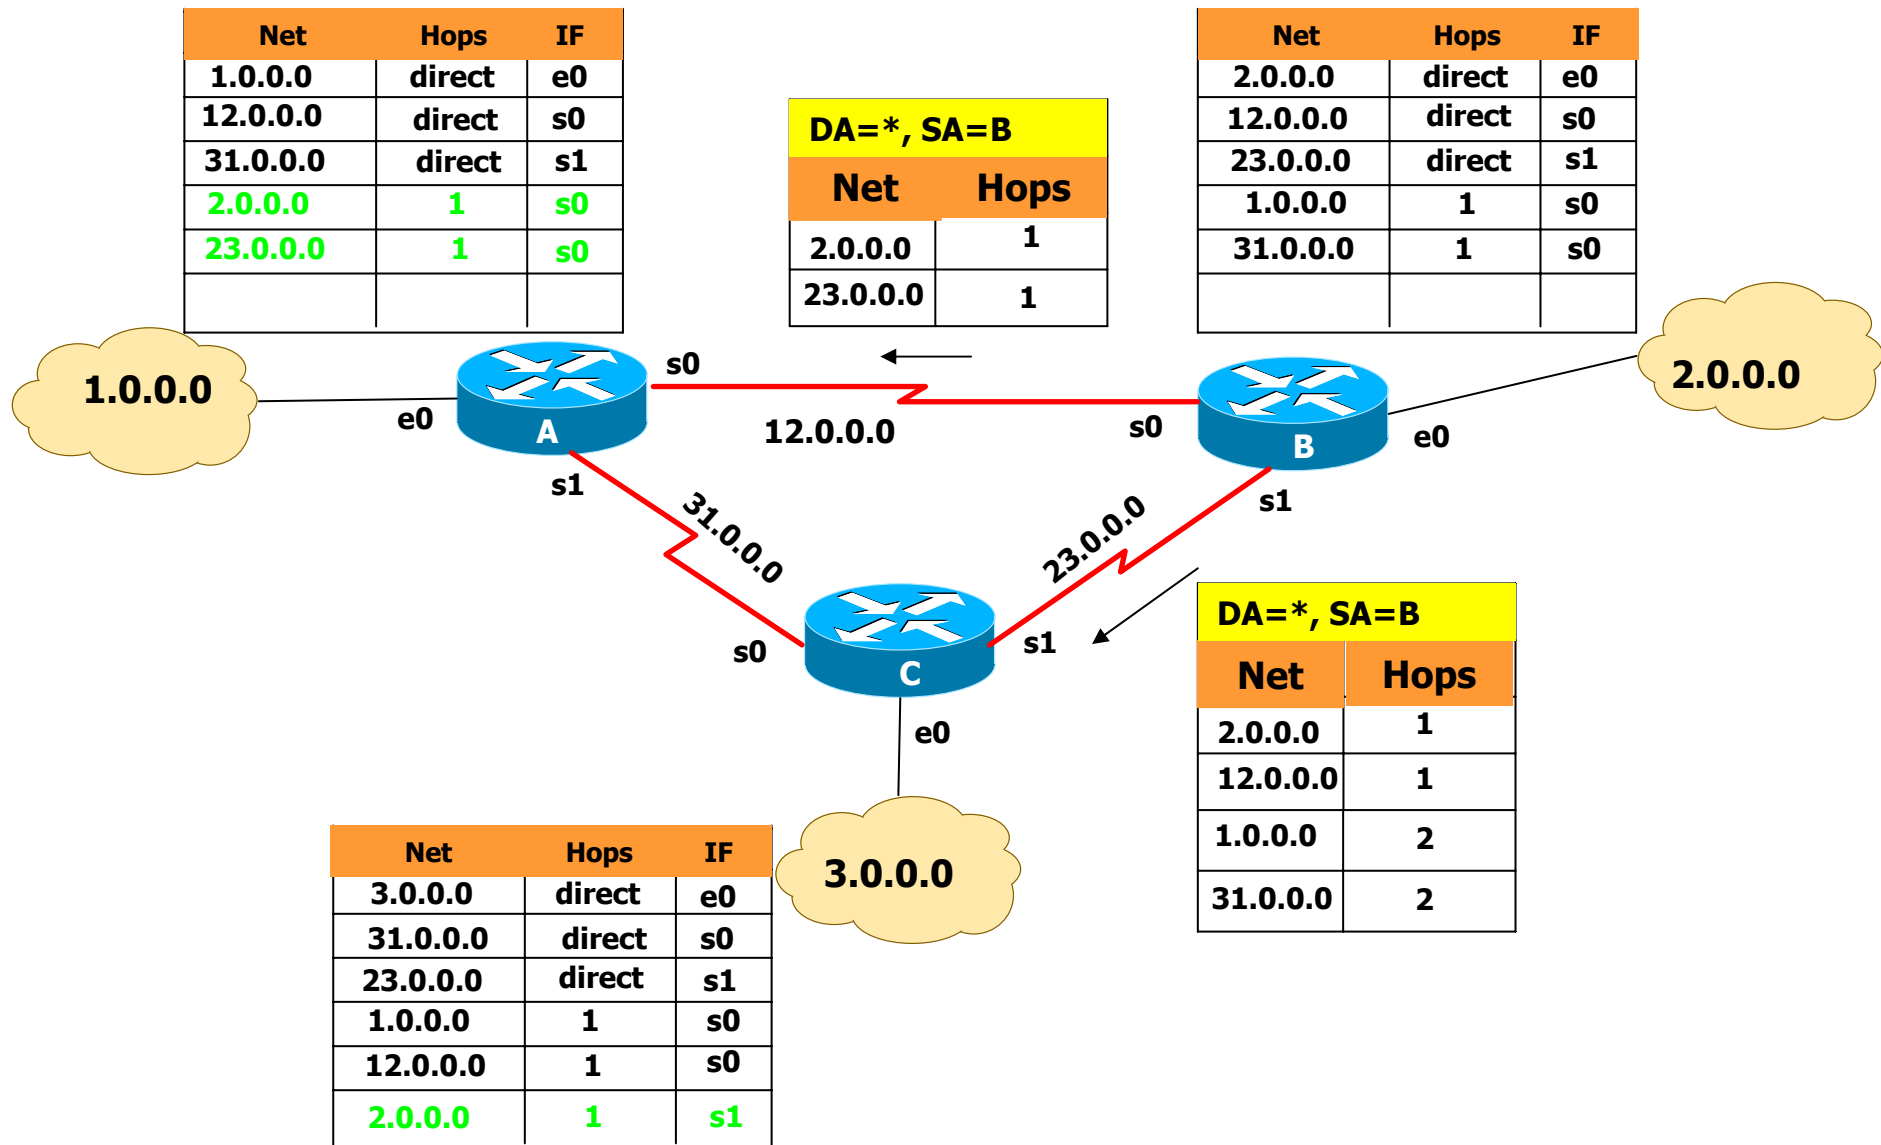 Net Hops IF
1.0.0.0 direct e0
12.0.0.0 direct s0
31.0.0.0 direct s1
2.0.0.0 1 s0
23.0.0.0 1 s0
DA=*, SA=B
Net Hops
2.0.0.0 1
23.0.0.0 1
Net Hops IF
2.0.0.0 direct e0
12.0.0.0 direct s0
23.0.0.0 direct s1
1.0.0.0 1 s0
31.0.0.0 1 s0
1.0.0.0
e0
A
s0
s1
12.0.0.0
s0
B
e0
s1
2.0.0.0
31.0.0.0
23.0.0.0
s0
C
s1
e0
3.0.0.0
DA=*, SA=B
Net Hops
2.0.0.0 1
12.0.0.0 1
1.0.0.0 2
31.0.0.0 2
Net Hops IF
3.0.0.0 direct e0
31.0.0.0 direct s0
23.0.0.0 direct s1
1.0.0.0 1 s0
12.0.0.0 1 s0
2.0.0.0 1 s1